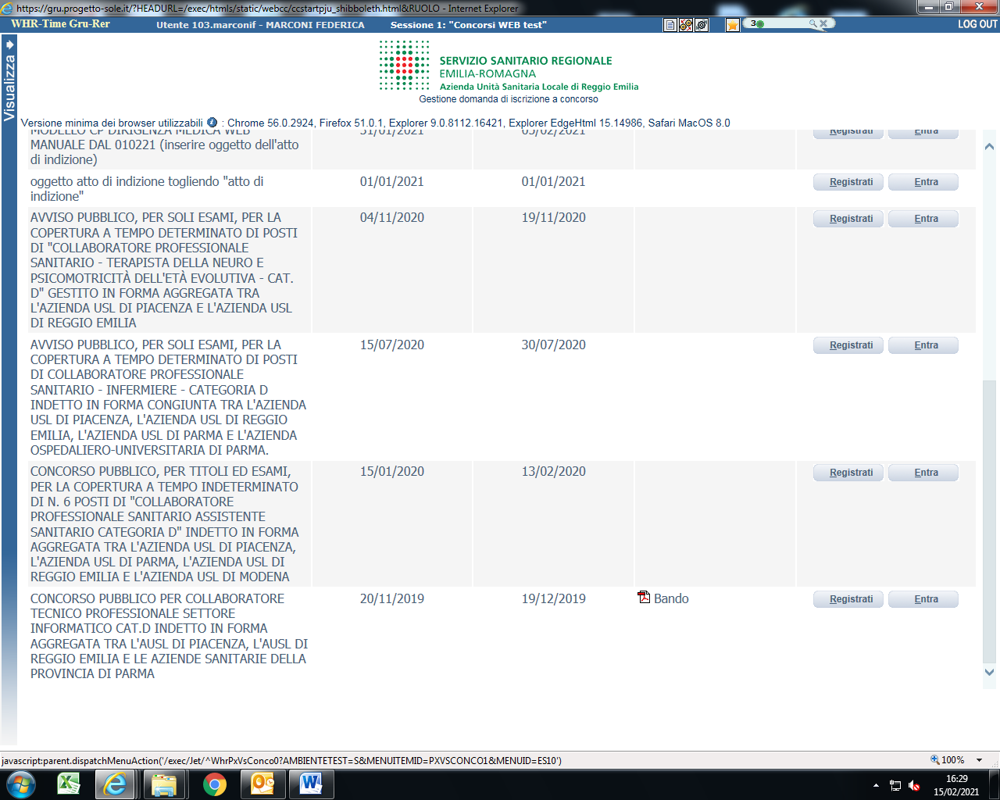 https://gru.progetto-sole.it/?HEADURL=/exec/htmls/static/webcc/ccstartpju_shibboleth.html&RUOLO - Internet Explorer
WHR-Time Gru-Rer Utente 103.marconif - MARCONI FEDERICA Sessione 1: "Concorsi WEB test" 3 LOG OUT
Visualizza
SERVIZIO SANITARIO REGIONALE
EMILIA-ROMAGNA
Azienda Unità Sanitaria Locale di Reggio Emilia
Gestione domanda di iscrizione a concorso
Versione minima dei browser utilizzabili : Chrome 56.0.2924, Firefox 51.0.1, Explorer 9.0.8112.16421, Explorer EdgeHtml 15.14986, Safari MacOS 8.0
MODELLO CP DIRIGENZA MEDICA WEB 31/01/2021 05/02/2021 Registrati Entra
MANUALE DAL 010221 (inserire oggetto dell'atto
di indizione)
oggetto atto di indizione togliendo "atto di 01/01/2021 01/01/2021 Registrati Entra
indizione"
AVVISO PUBBLICO, PER SOLI ESAMI, PER LA 04/11/2020 19/11/2020 Registrati Entra
COPERTURA A TEMPO DETERMINATO DI POSTI
DI "COLLABORATORE PROFESSIONALE
SANITARIO - TERAPISTA DELLA NEURO E
PSICOMOTRICITÀ DELL'ETÀ EVOLUTIVA - CAT.
D" GESTITO IN FORMA AGGREGATA TRA
L'AZIENDA USL DI PIACENZA E L'AZIENDA USL
DI REGGIO EMILIA
AVVISO PUBBLICO, PER SOLI ESAMI, PER LA 15/07/2020 30/07/2020 Registrati Entra
COPERTURA A TEMPO DETERMINATO DI POSTI
DI COLLABORATORE PROFESSIONALE
SANITARIO - INFERMIERE - CATEGORIA D
INDETTO IN FORMA CONGIUNTA TRA L'AZIENDA
USL DI PIACENZA, L'AZIENDA USL DI REGGIO
EMILIA, L'AZIENDA USL DI PARMA E L'AZIENDA
OSPEDALIERO-UNIVERSITARIA DI PARMA.
CONCORSO PUBBLICO, PER TITOLI ED ESAMI, 15/01/2020 13/02/2020 Registrati Entra
PER LA COPERTURA A TEMPO INDETERMINATO
DI N. 6 POSTI DI "COLLABORATORE
PROFESSIONALE SANITARIO ASSISTENTE
SANITARIO CATEGORIA D" INDETTO IN FORMA
AGGREGATA TRA L'AZIENDA USL DI PIACENZA,
L'AZIENDA USL DI PARMA, L'AZIENDA USL DI
REGGIO EMILIA E L'AZIENDA USL DI MODENA
CONCORSO PUBBLICO PER COLLABORATORE 20/11/2019 19/12/2019 Bando Registrati Entra
TECNICO PROFESSIONALE SETTORE
INFORMATICO CAT.D INDETTO IN FORMA
AGGREGATA TRA L'AUSL DI PIACENZA, L'AUSL DI
REGGIO EMILIA E LE AZIENDE SANITARIE DELLA
PROVINCIA DI PARMA
javascript:parent.dispatchMenuAction('/exec/Jet/^WhrPxVsConco0?AMBIENTETEST=S&MENUITEMID=PXVSCONCO1&MENUID=ES10') 100%
16:29
15/02/2021